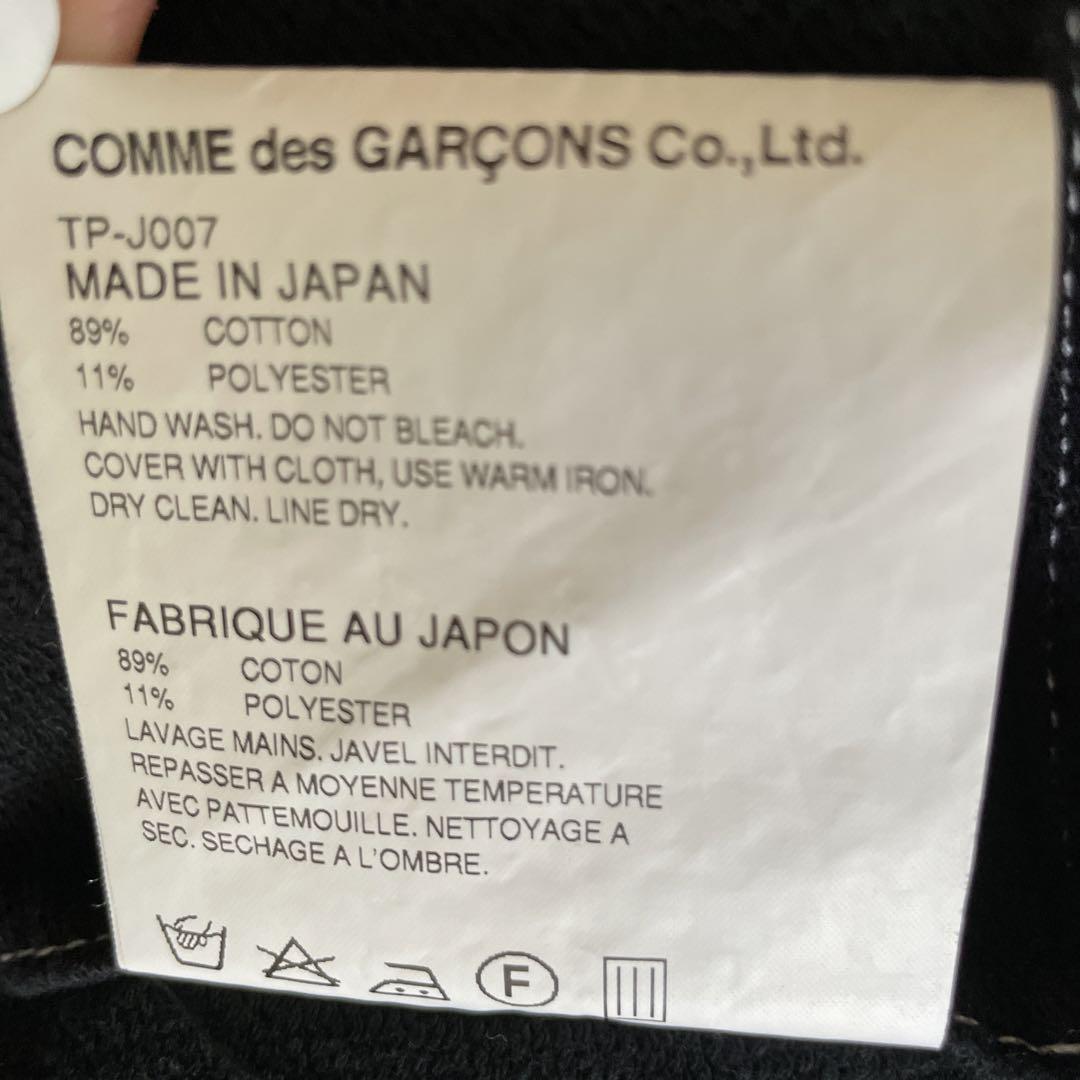 COMME des GARÇONS Co.,Ltd.
TP-J007
MADE IN JAPAN
89% COTTON
11% POLYESTER
HAND WASH. DO NOT BLEACH.
COVER WITH CLOTH, USE WARM IRON.
DRY CLEAN. LINE DRY.
FABRIQUE AU JAPON
89% COTON
11% POLYESTER
LAVAGE MAINS. JAVEL INTERDIT.
REPASSER A MOYENNE TEMPERATURE
AVEC PATTEMOUILLE. NETTOYAGE A
SEC. SECHAGE A L'OMBRE.
F